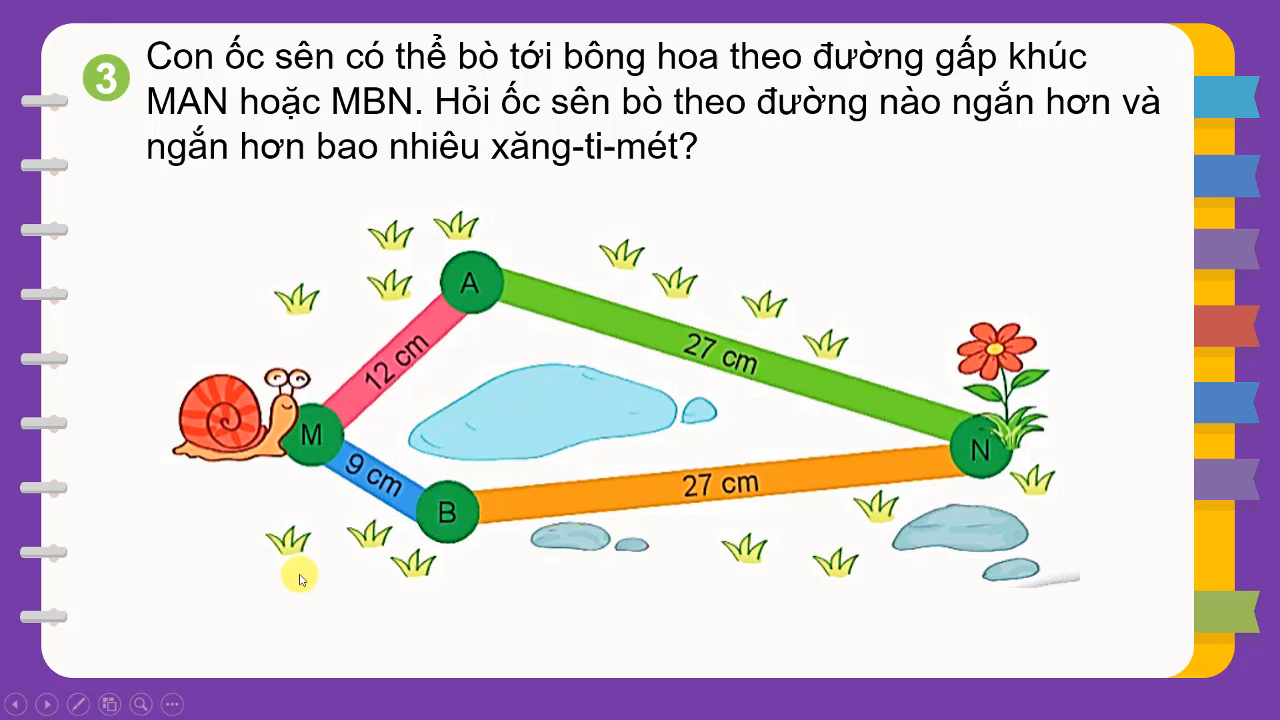 3
Con ốc sên có thể bò tới bông hoa theo đường gấp khúc
MAN hoặc MBN. Hỏi ốc sên bò theo đường nào ngắn hơn và
ngắn hơn bao nhiêu xăng-ti-mét?
A
12 cm
27 cm
M
N
9 cm
B
27 cm